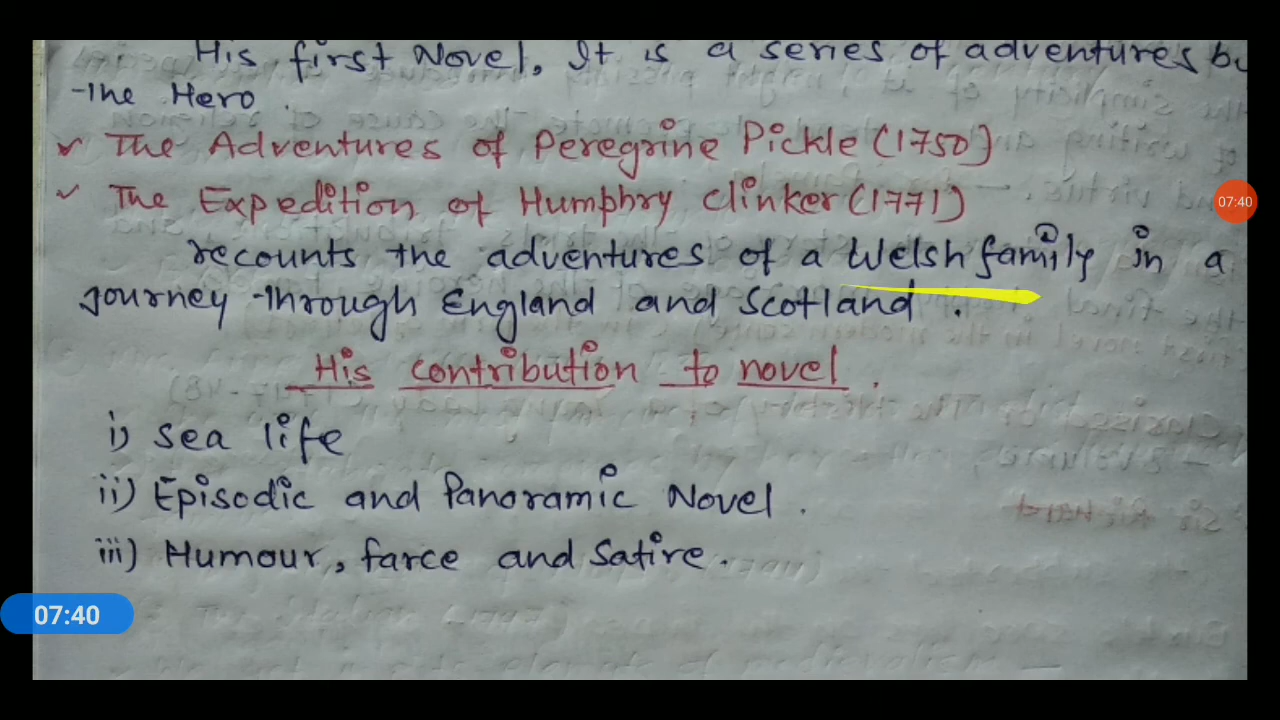 His first Novel, It is a series of adventures
the Hero.
The Adventures of Peregrine Pickle (1750)
The Expedition of Humphry Clinker (1771)
07:40
recounts the adventures of a Welsh family in a
Journey through England and Scotland.
His contribution to novel.
i) Sea life
ii) Episodic and Panoramic Novel.
iii) Humour, farce and Satire.
07:40